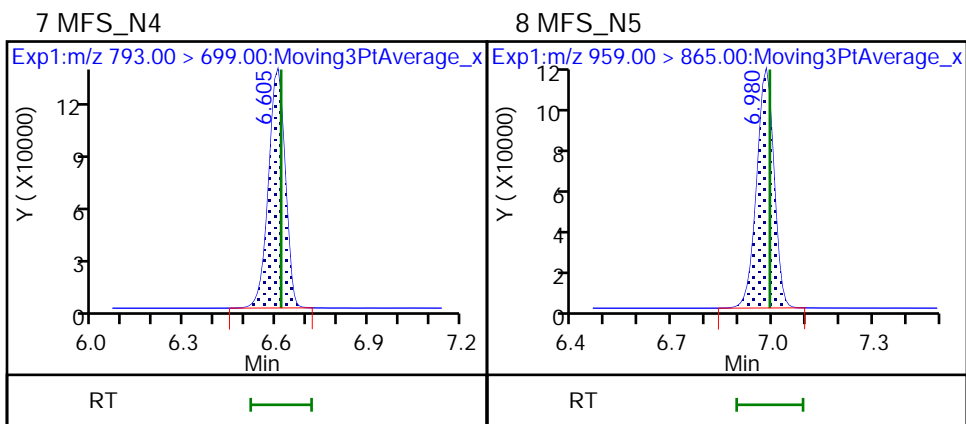 7 MFS_N4
Exp1:m/z 793.00 > 699.00:Moving3PtAverage_x
6.605
Y ( X10000)
12
9
6
3
0
6.0 6.3 6.6 6.9 7.2
Min
RT
8 MFS_N5
Exp1:m/z 959.00 > 865.00:Moving3PtAverage_x
6.980
Y ( X10000)
12
10
8
6
4
2
0
6.4 6.7 7.0 7.3
Min
RT